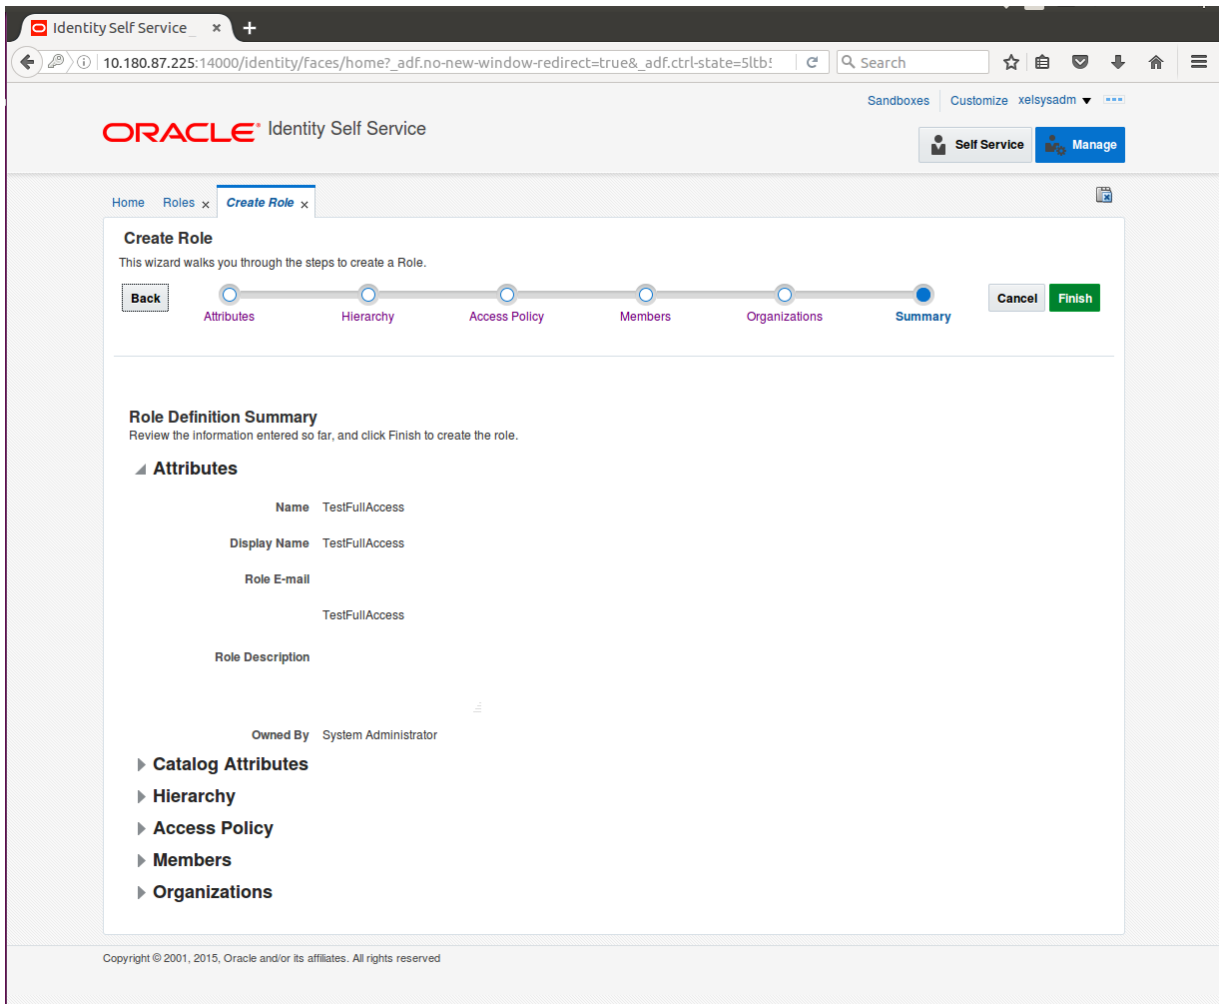 Identity Self Service_ × +
10.180.87.225:14000/identity/faces/home?_adf.no-new-window-redirect=true&_adf.ctrl-state=5ltb! Search
Sandboxes Customize xelsysadm
ORACLE Identity Self Service
Self Service Manage
Home Roles × Create Role ×
Create Role
This wizard walks you through the steps to create a Role.
Back Cancel Finish
Attributes Hierarchy Access Policy Members Organizations Summary
Role Definition Summary
Review the information entered so far, and click Finish to create the role.
Attributes
Name TestFullAccess
Display Name TestFullAccess
Role E-mail
TestFullAccess
Role Description
Owned By System Administrator
Catalog Attributes
Hierarchy
Access Policy
Members
Organizations
Copyright © 2001, 2015, Oracle and/or its affiliates. All rights reserved